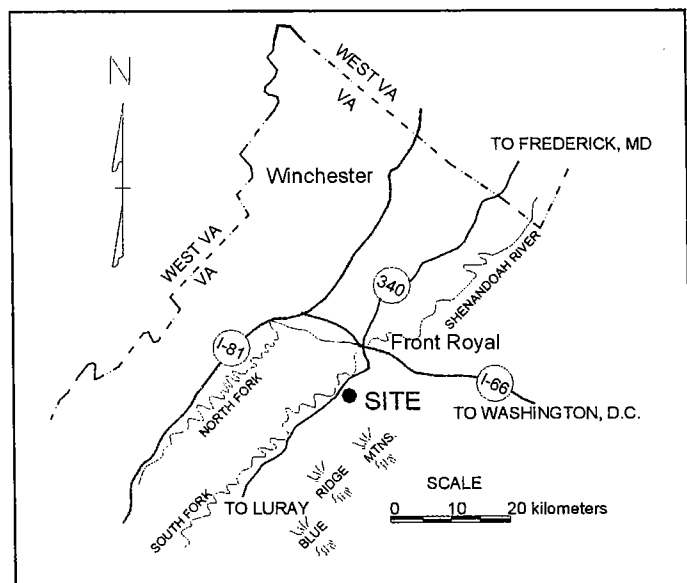 N
WEST VA
VA
TO FREDERICK, MD
Winchester
WEST VA
VA
340
SHENANDOAH RIVER
Front Royal
I-81
I-66
NORTH FORK
SITE
TO WASHINGTON, D.C.
MTNS.
RIDGE
BLUE
SCALE
0 10 20 kilometers
TO LURAY
SOUTH FORK